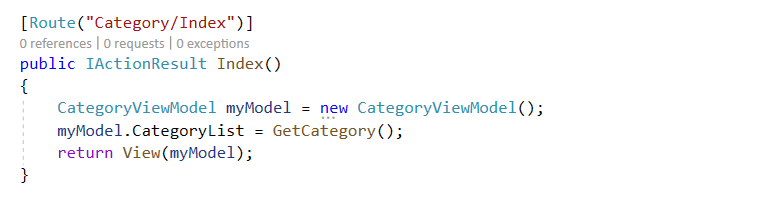 [Route("Category/Index")]
0 references | 0 requests | 0 exceptions
public IActionResult Index()
{
    CategoryViewModel myModel = new CategoryViewModel();
    myModel.CategoryList = GetCategory();
    return View(myModel);
}